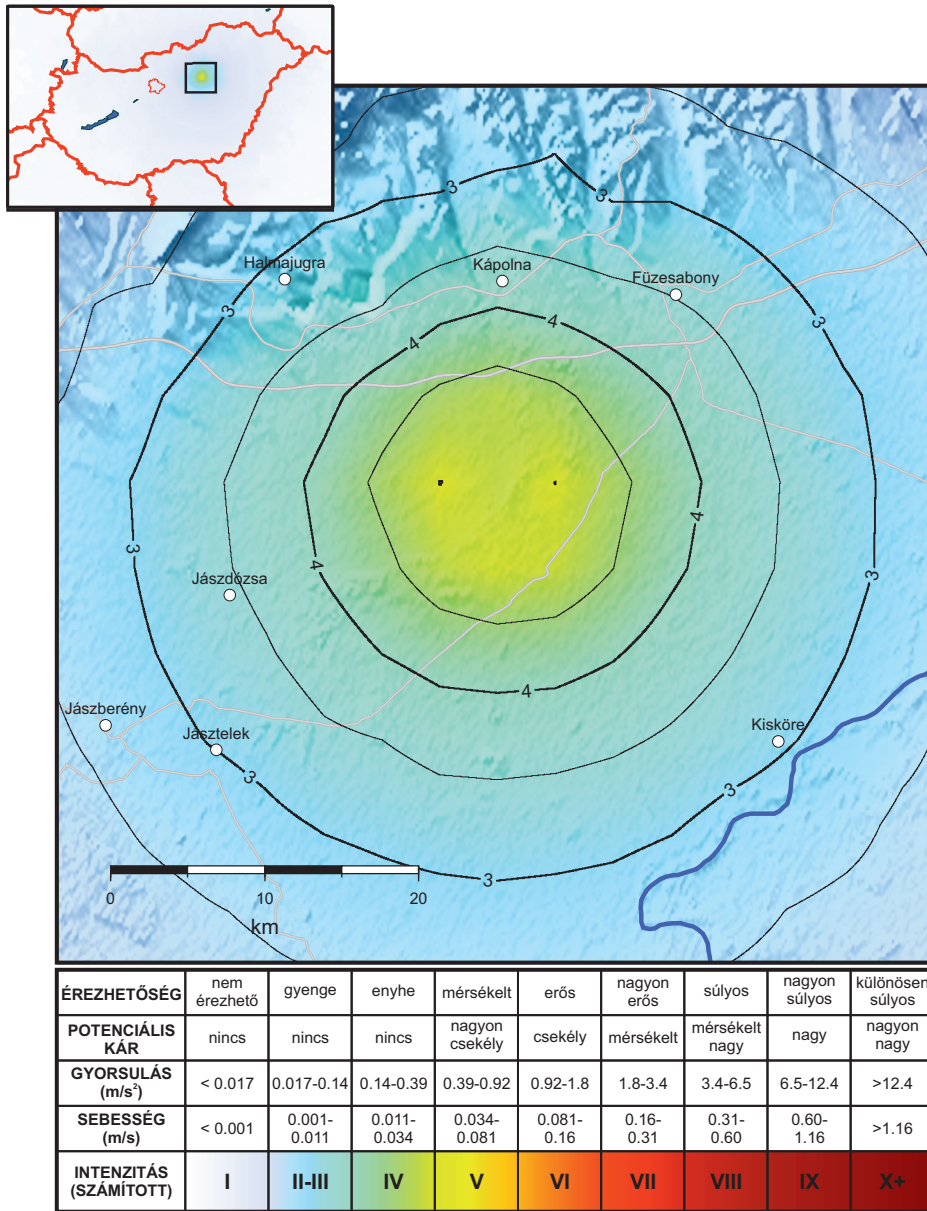 3
3
Halmajugra
Kápolna
Füzesabony
3
3
4
4
4
4
4
Jászdózsa
3
3
Jászberény
Jásztelek
Kisköre
3
3
3
0
10
20
km
ÉREZHETŐSÉG nem érezhető gyenge enyhe mérsékelt erős nagyon erős súlyos nagyon súlyos különösen súlyos
POTENCIÁLIS KÁR nincs nincs nincs nagyon csekély csekély mérsékelt mérsékelt nagy nagy nagyon nagy
GYORSULÁS (m/s²) < 0.017 0.017-0.14 0.14-0.39 0.39-0.92 0.92-1.8 1.8-3.4 3.4-6.5 6.5-12.4 >12.4
SEBESSÉG (m/s) < 0.001 0.001-0.011 0.011-0.034 0.034-0.081 0.081-0.16 0.16-0.31 0.31-0.60 0.60-1.16 >1.16
INTENZITÁS (SZÁMÍTOTT) I II-III IV V VI VII VIII IX X+